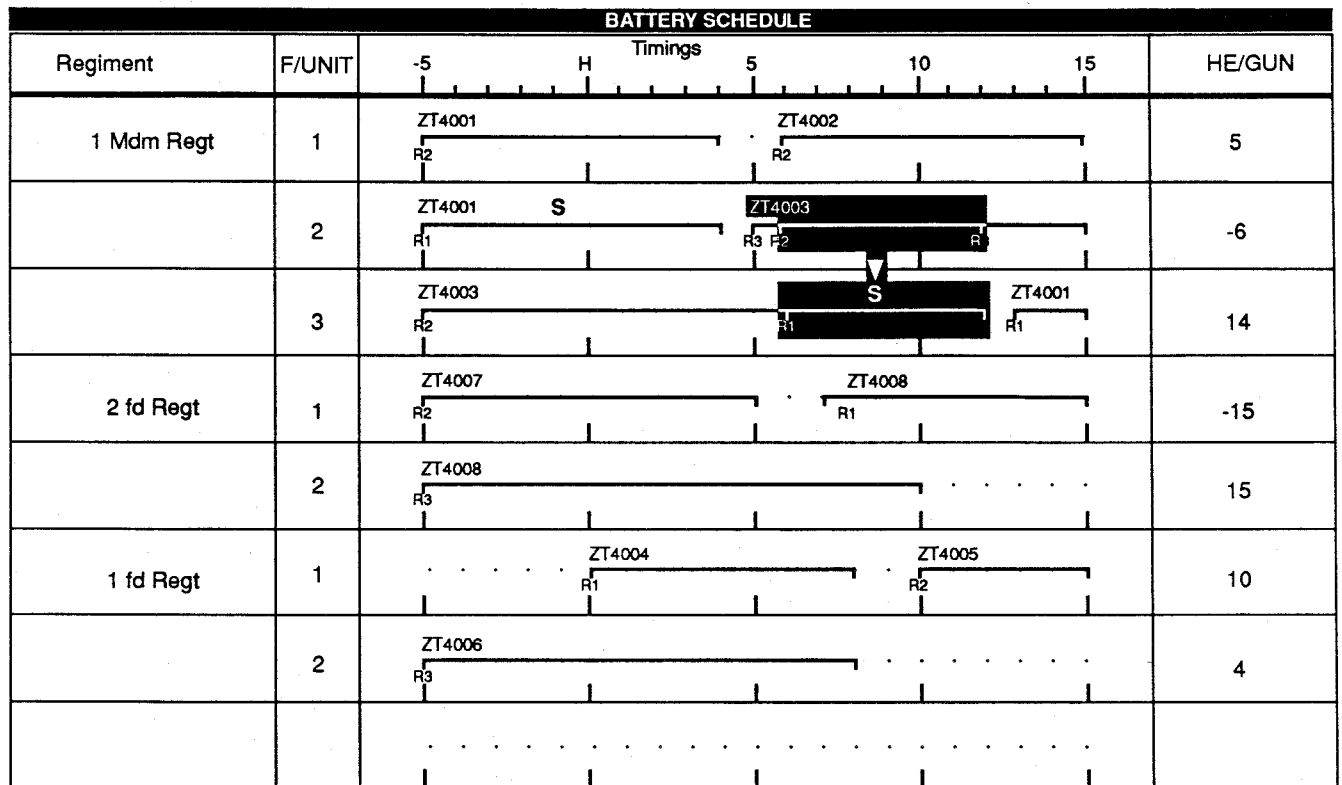 BATTERY SCHEDULE
Regiment F/UNIT Timings HE/GUN
-5 H 5 10 15
ZT4001 ZT4002
1 Mdm Regt 1 5
R2 R2
ZT4001 S ZT4003
2 -6
R1 R3 R2
ZT4003 S ZT4001
3 14
R2 R1 R1
ZT4007 ZT4008
2 fd Regt 1 -15
R2 R1
ZT4008
2 15
R3
ZT4004 ZT4005
1 fd Regt 1 10
R1 R2
ZT4006
2 4
R3